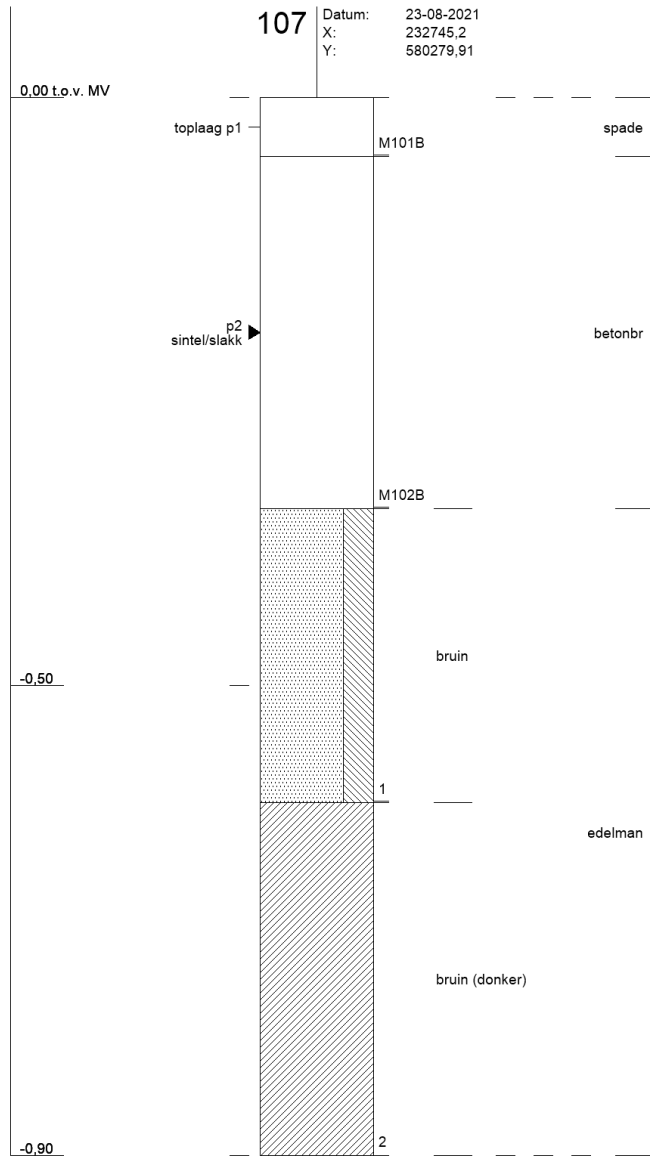 107
Datum: 23-08-2021
X: 232745,2
Y: 580279,91
0,00 t.o.v. MV
toplaag p1
spade
M101B
p2
sintel/slakk
betonbr
M102B
bruin
-0,50
1
edelman
bruin (donker)
2
-0,90